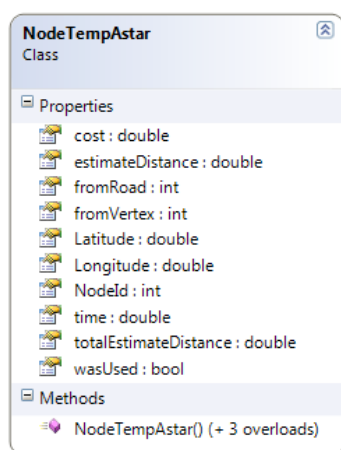 NodeTempAstar
Class
Properties
cost : double
estimateDistance : double
fromRoad : int
fromVertex : int
Latitude : double
Longitude : double
NodeId : int
time : double
totalEstimateDistance : double
wasUsed : bool
Methods
NodeTempAstar() (+ 3 overloads)